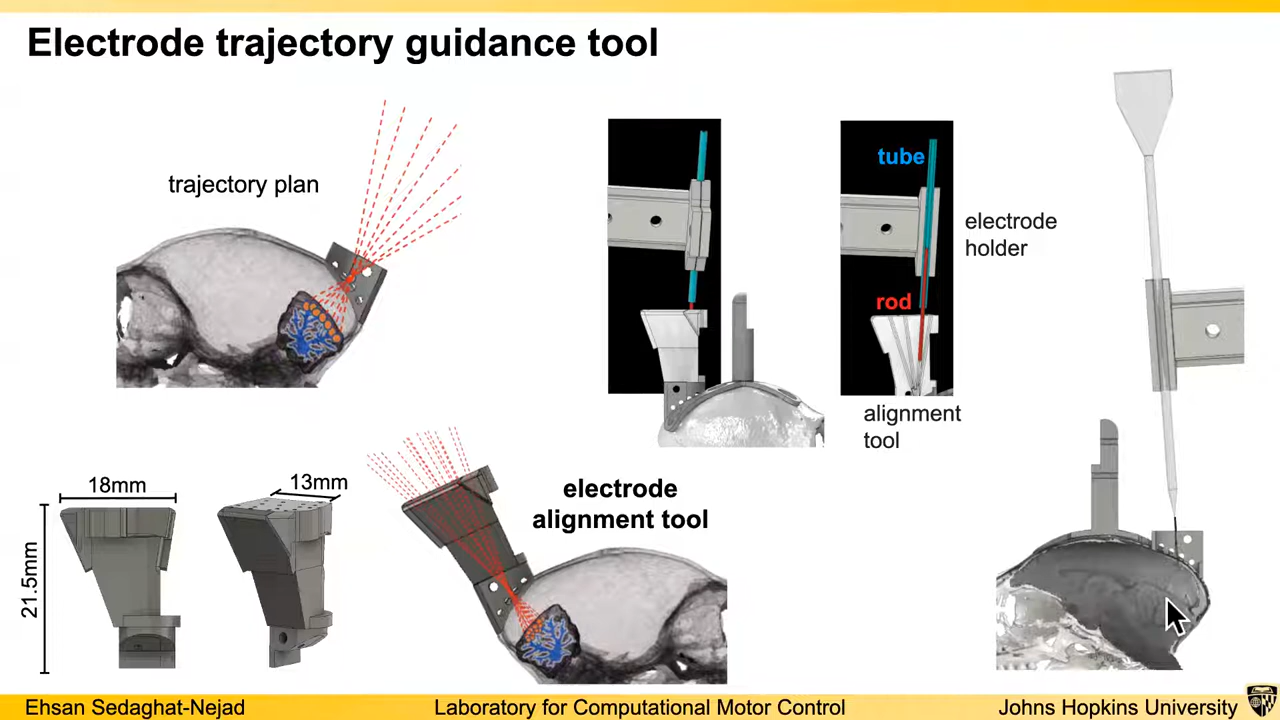 Electrode trajectory guidance tool
trajectory plan
tube
electrode
holder
rod
alignment
tool
18mm
13mm
21.5mm
electrode
alignment tool
Ehsan Sedaghat-Nejad
Laboratory for Computational Motor Control
Johns Hopkins University